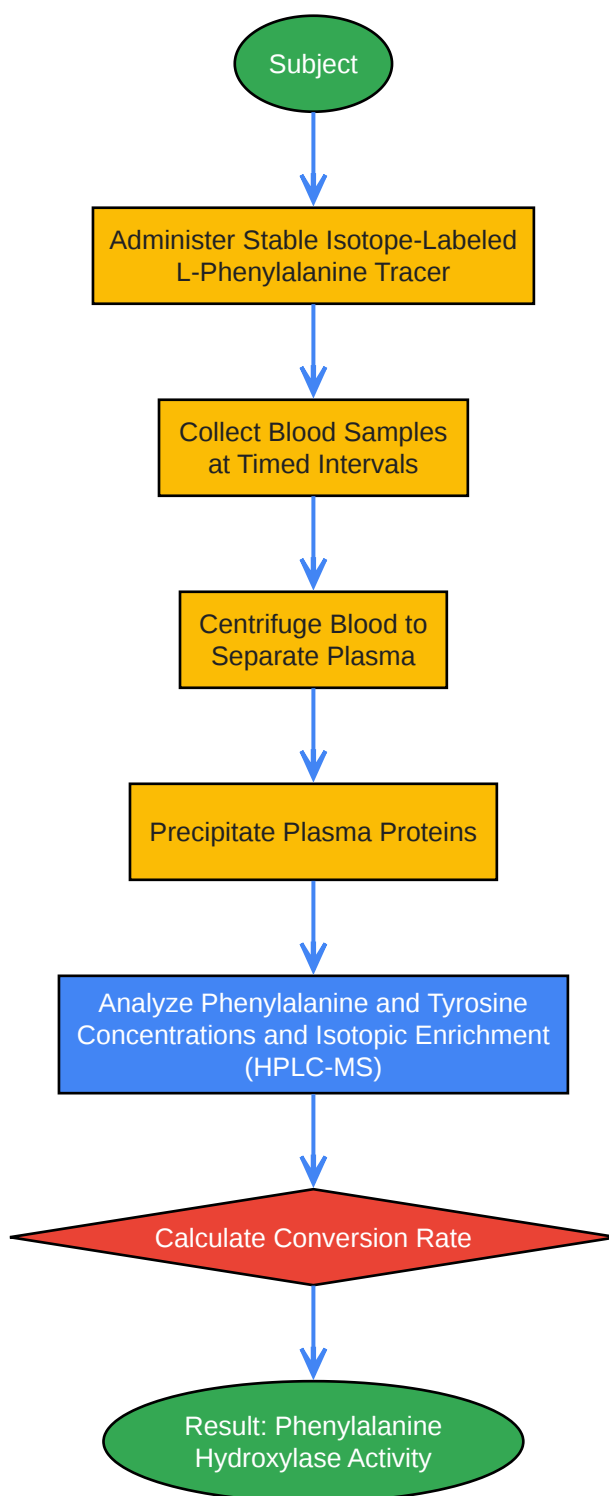 Subject
Administer Stable Isotope-Labeled
L-Phenylalanine Tracer
Collect Blood Samples
at Timed Intervals
Centrifuge Blood to
Separate Plasma
Precipitate Plasma Proteins
Analyze Phenylalanine and Tyrosine
Concentrations and Isotopic Enrichment
(HPLC-MS)
Calculate Conversion Rate
Result: Phenylalanine
Hydroxylase Activity